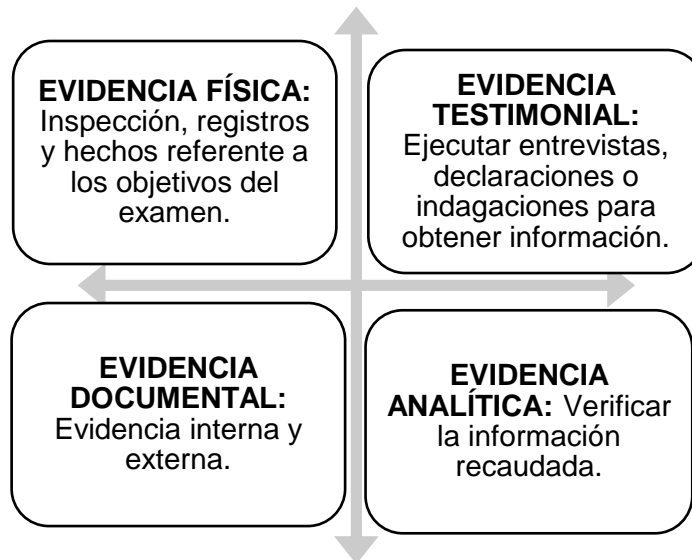 EVIDENCIA FÍSICA:
Inspección, registros
y hechos referente a
los objetivos del
examen.
EVIDENCIA
TESTIMONIAL:
Ejecutar entrevistas,
declaraciones o
indagaciones para
obtener información.
EVIDENCIA
DOCUMENTAL:
Evidencia interna y
externa.
EVIDENCIA
ANALÍTICA: Verificar
la información
recaudada.